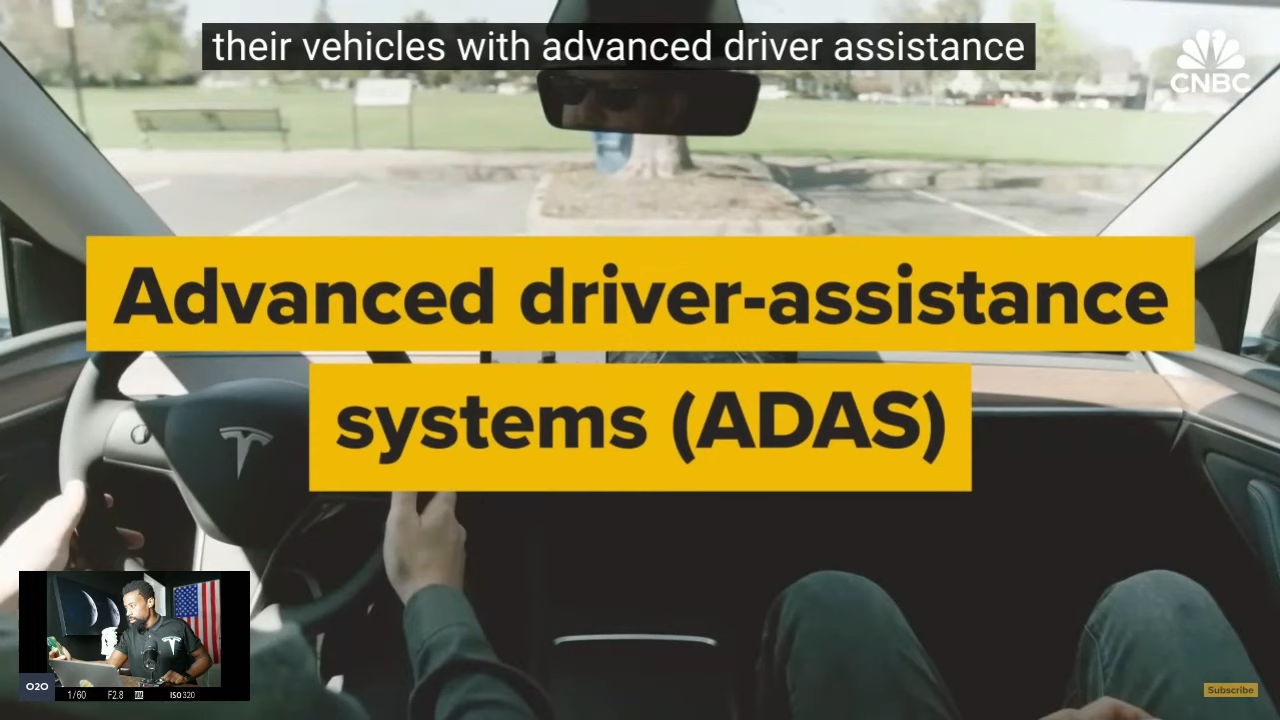 their vehicles with advanced driver assistance
CNBC
Advanced driver-assistance
systems (ADAS)
O2O
1/60 F2.8 ISO 320
Subscribe